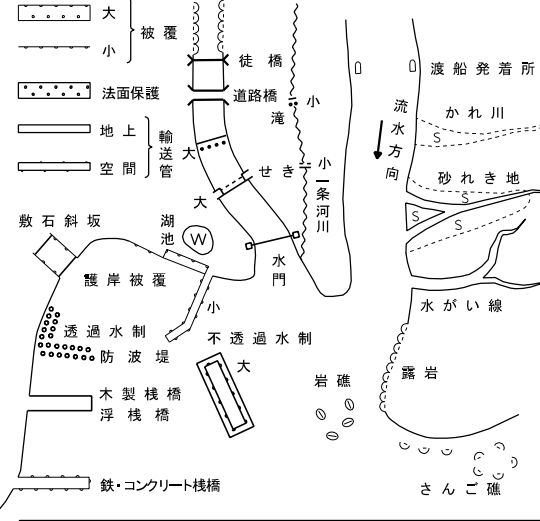 大
小
被覆
法面保護
地上
空間
輸送管
徒橋
道路橋
大
大
せき
小
滝
小
一条河川
水門
渡船発着所
流水方向
かれ川
S
砂れき地
S
S
S
水がい線
敷石斜坂
湖池
W
護岸被覆
小
透過水制
防波堤
不透過水制
大
木製桟橋
浮桟橋
鉄・コンクリート桟橋
岩礁
露岩
さんご礁